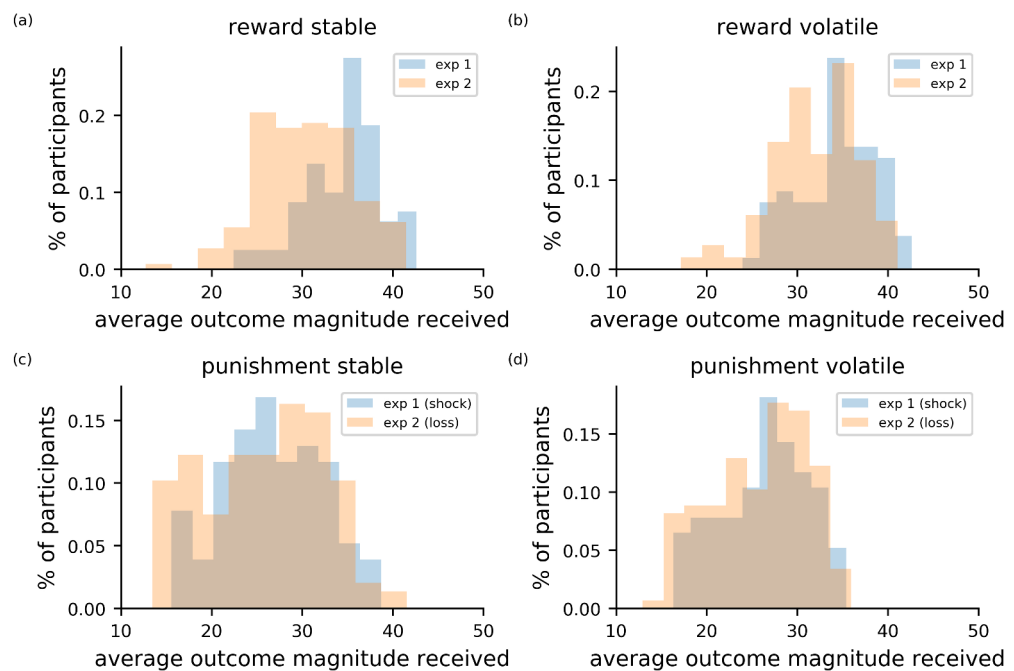 (a)
reward stable
% of participants
0.2
0.1
0.0
exp 1
exp 2
10 20 30 40 50
average outcome magnitude received
(b)
reward volatile
% of participants
0.2
0.1
0.0
exp 1
exp 2
10 20 30 40 50
average outcome magnitude received
(c)
punishment stable
% of participants
0.15
0.10
0.05
0.00
exp 1 (shock)
exp 2 (loss)
10 20 30 40 50
average outcome magnitude received
(d)
punishment volatile
% of participants
0.15
0.10
0.05
0.00
exp 1 (shock)
exp 2 (loss)
10 20 30 40 50
average outcome magnitude received